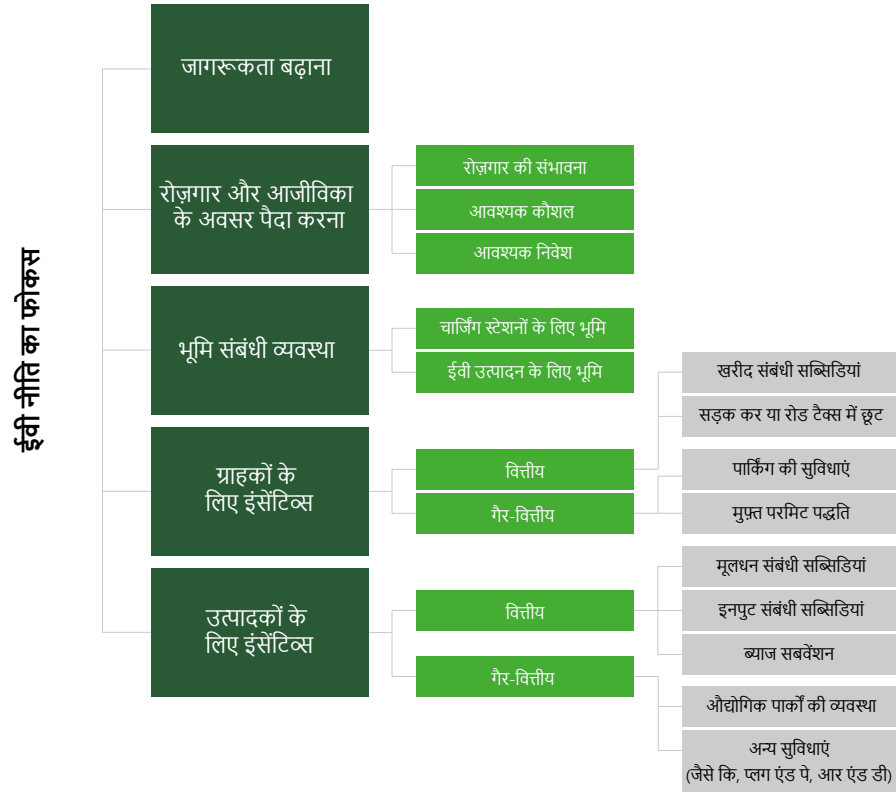 ईवी नीति का फोकस
जागरूकता बढ़ाना
रोज़गार और आजीविका
के अवसर पैदा करना
रोज़गार की संभावना
आवश्यक कौशल
आवश्यक निवेश
भूमि संबंधी व्यवस्था
चार्जिंग स्टेशनों के लिए भूमि
ईवी उत्पादन के लिए भूमि
ग्राहकों के
लिए इंसेंटिव्स
वित्तीय
खरीद संबंधी सब्सिडियां
सड़क कर या रोड टैक्स में छूट
गैर-वित्तीय
पार्किंग की सुविधाएं
मुफ़्त परमिट पद्धति
उत्पादकों के
लिए इंसेंटिव्स
वित्तीय
मूलधन संबंधी सब्सिडियां
इनपुट संबंधी सब्सिडियां
ब्याज सबवेंशन
गैर-वित्तीय
औद्योगिक पार्कों की व्यवस्था
अन्य सुविधाएं
(जैसे कि, प्लग एंड पे, आर एंड डी)